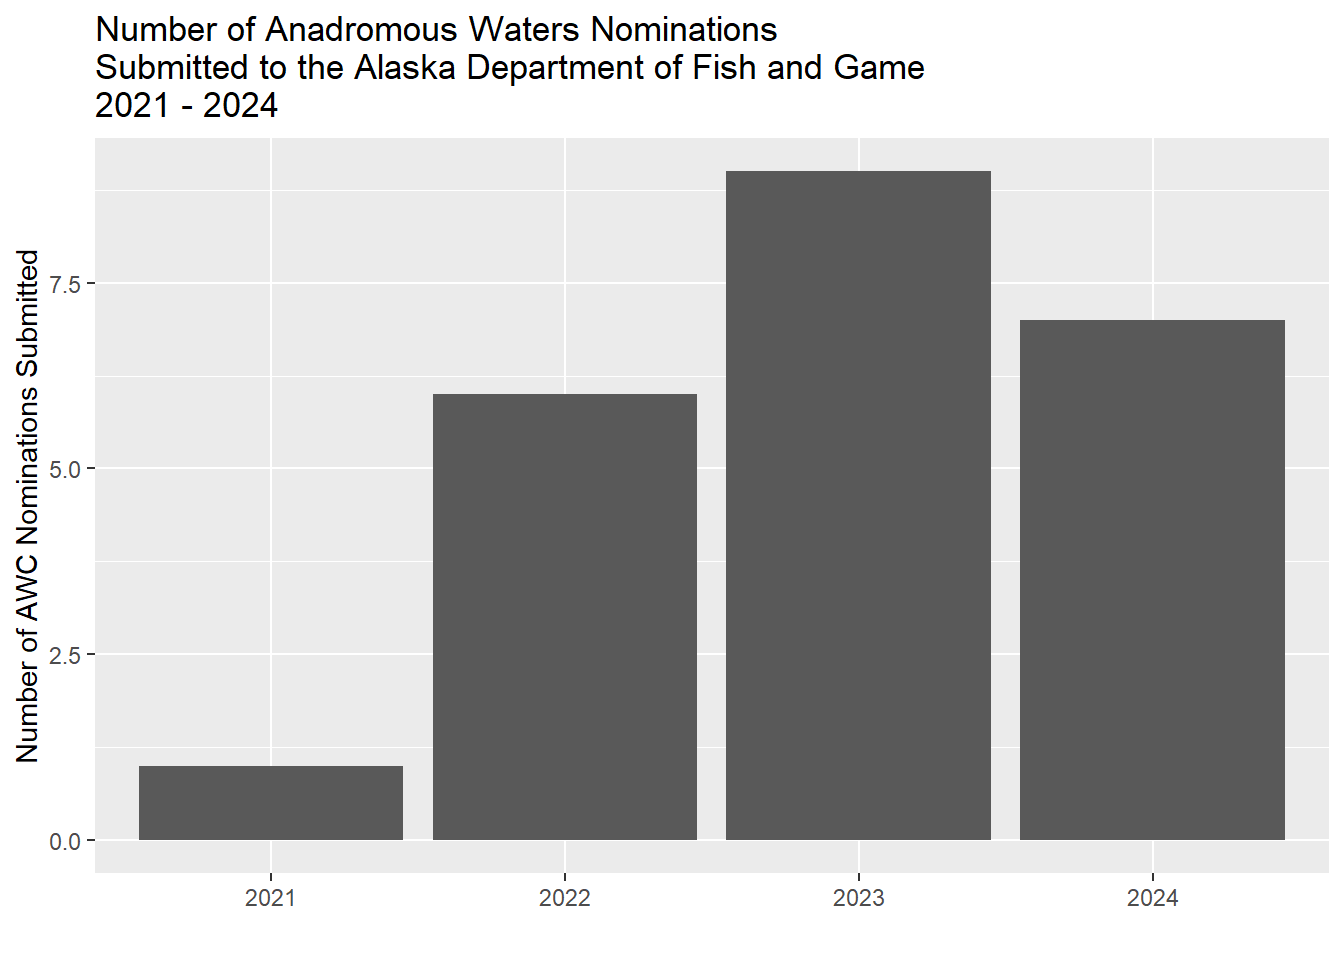 Number of Anadromous Waters Nominations
Submitted to the Alaska Department of Fish and Game
2021 - 2024
Number of AWC Nominations Submitted
7.5
5.0
2.5
0.0
2021
2022
2023
2024